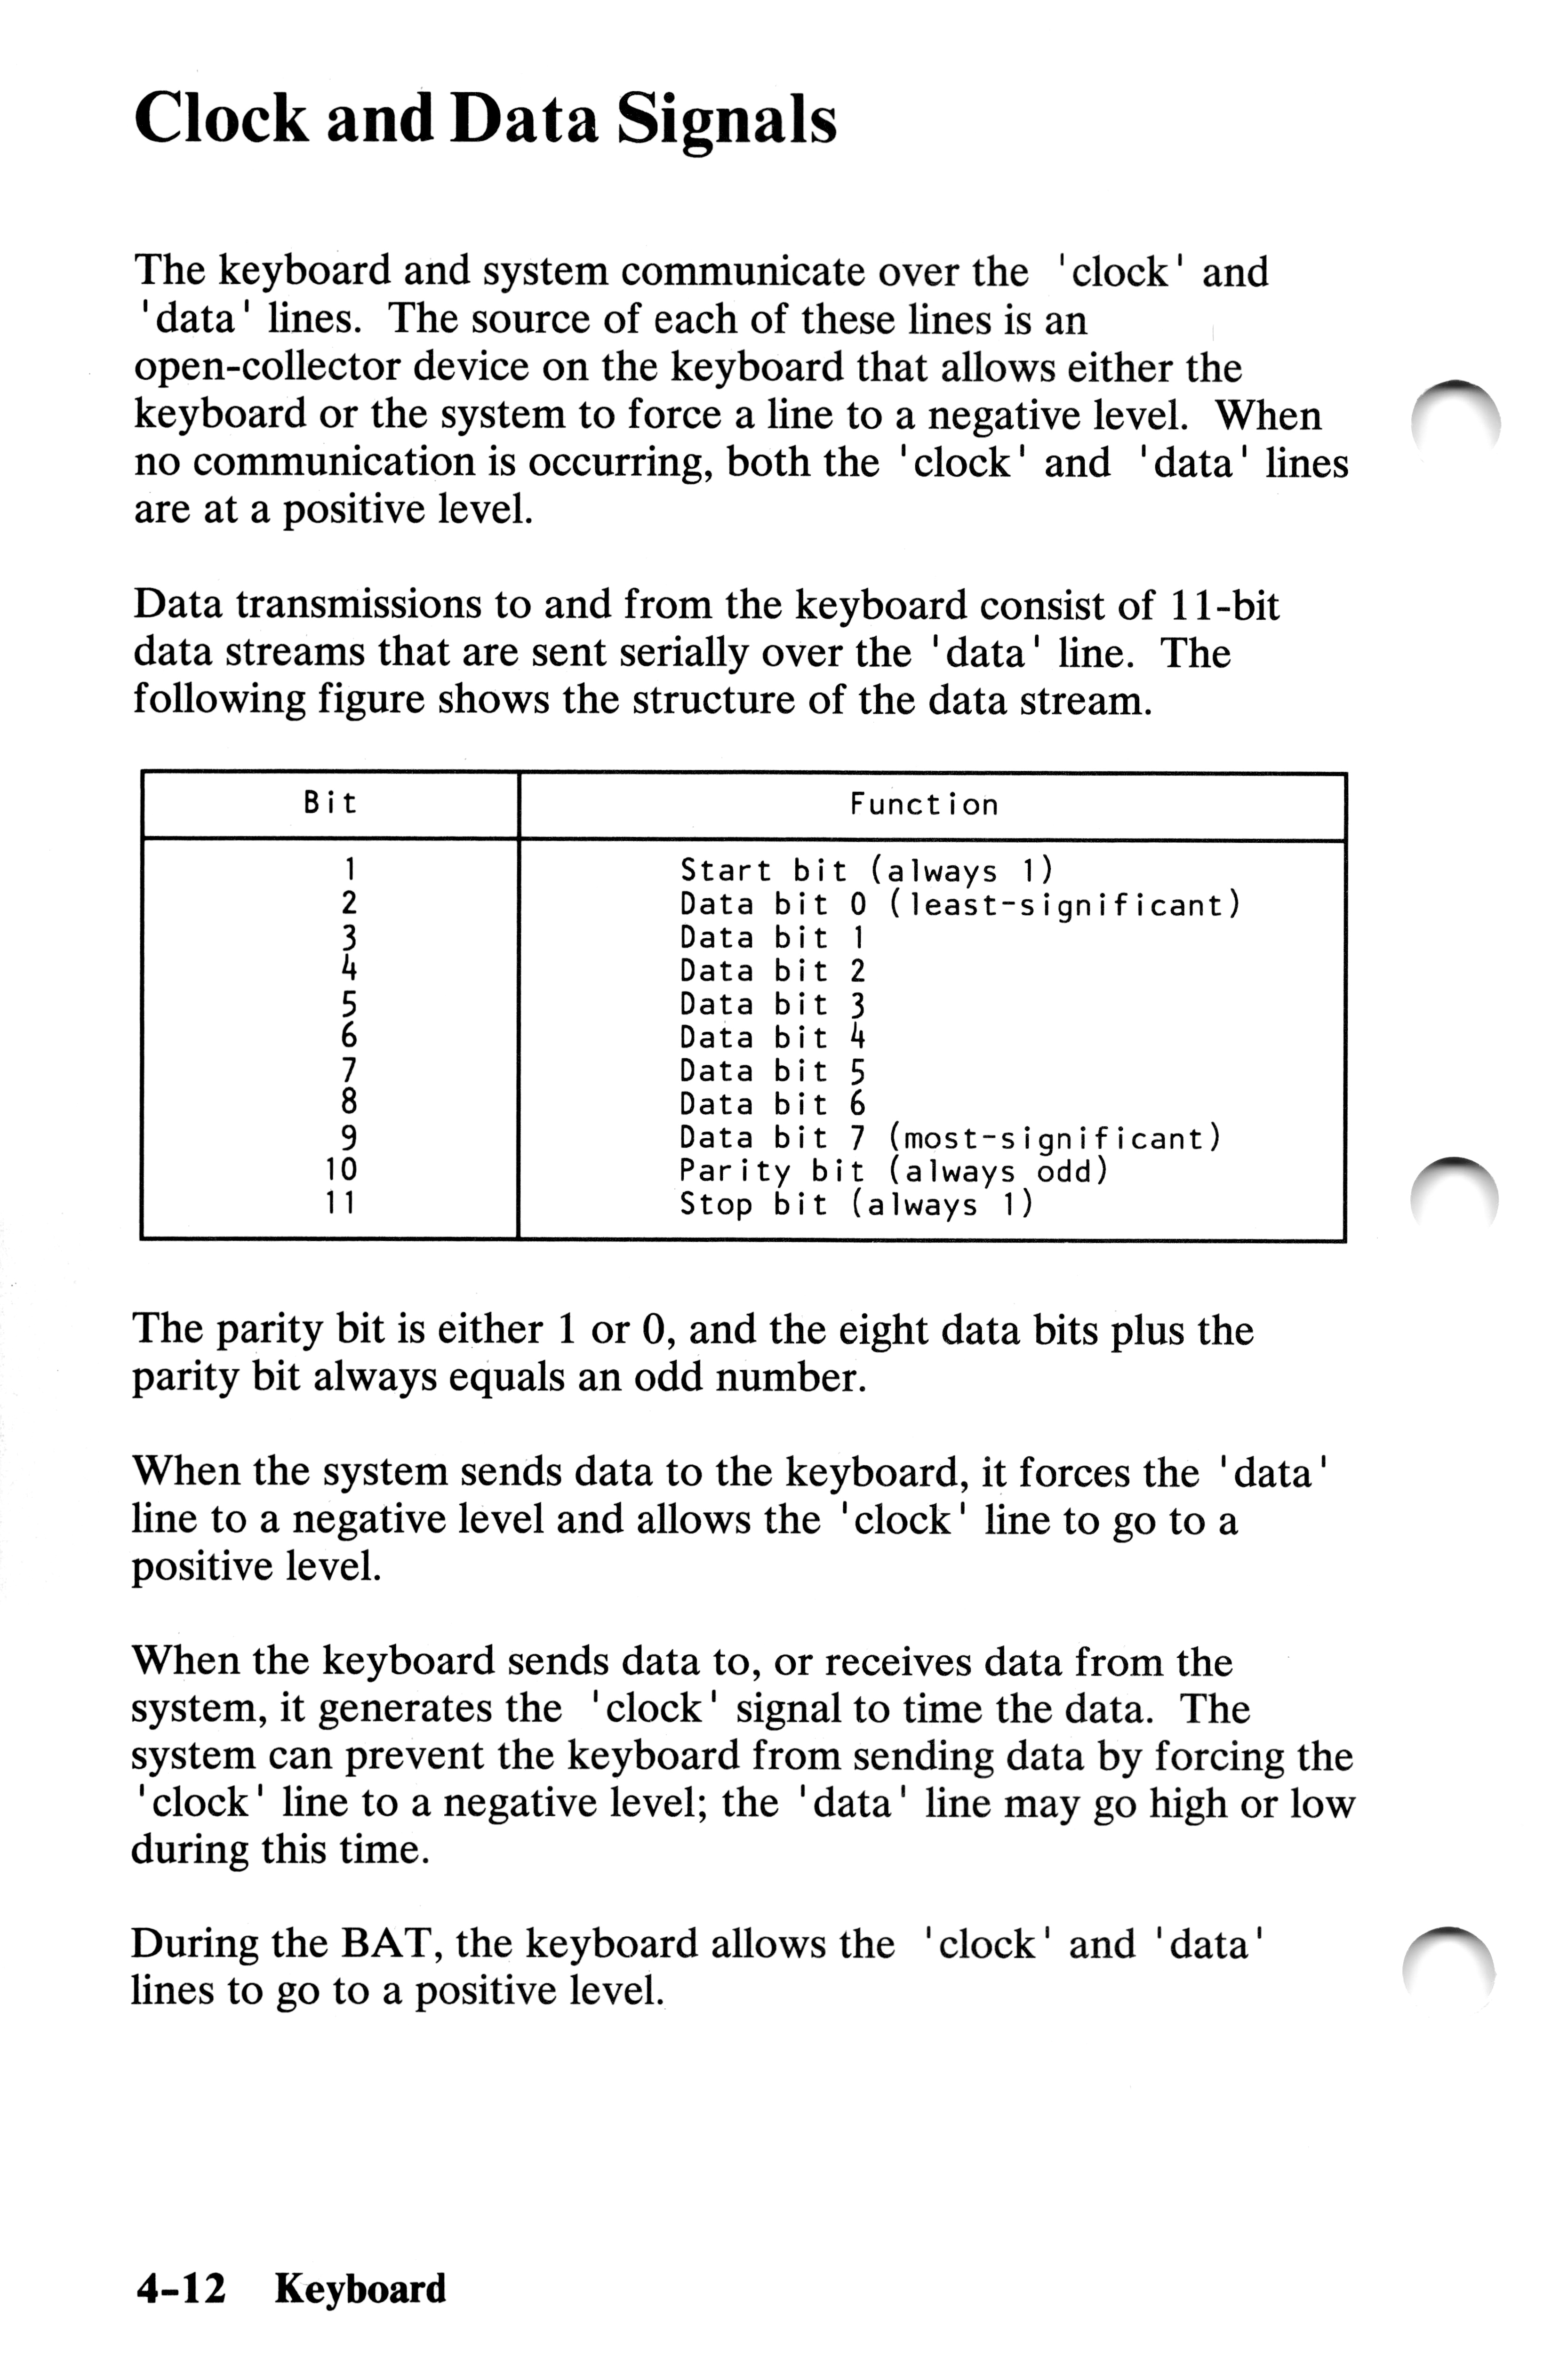 Clock and Data Signals
The keyboard and system communicate over the 'clock' and
'data' lines. The source of each of these lines is an
open-collector device on the keyboard that allows either the
keyboard or the system to force a line to a negative level. When
no communication is occurring, both the 'clock' and 'data' lines
are at a positive level.
Data transmissions to and from the keyboard consist of 11-bit
data streams that are sent serially over the 'data' line. The
following figure shows the structure of the data stream.
Bit Function
1 Start bit (always 1)
2 Data bit 0 (least-significant)
3 Data bit 1
4 Data bit 2
5 Data bit 3
6 Data bit 4
7 Data bit 5
8 Data bit 6
9 Data bit 7 (most-significant)
10 Parity bit (always odd)
11 Stop bit (always 1)
The parity bit is either 1 or 0, and the eight data bits plus the
parity bit always equals an odd number.
When the system sends data to the keyboard, it forces the 'data'
line to a negative level and allows the 'clock' line to go to a
positive level.
When the keyboard sends data to, or receives data from the
system, it generates the 'clock' signal to time the data. The
system can prevent the keyboard from sending data by forcing the
'clock' line to a negative level; the 'data' line may go high or low
during this time.
During the BAT, the keyboard allows the 'clock' and 'data'
lines to go to a positive level.
4-12 Keyboard